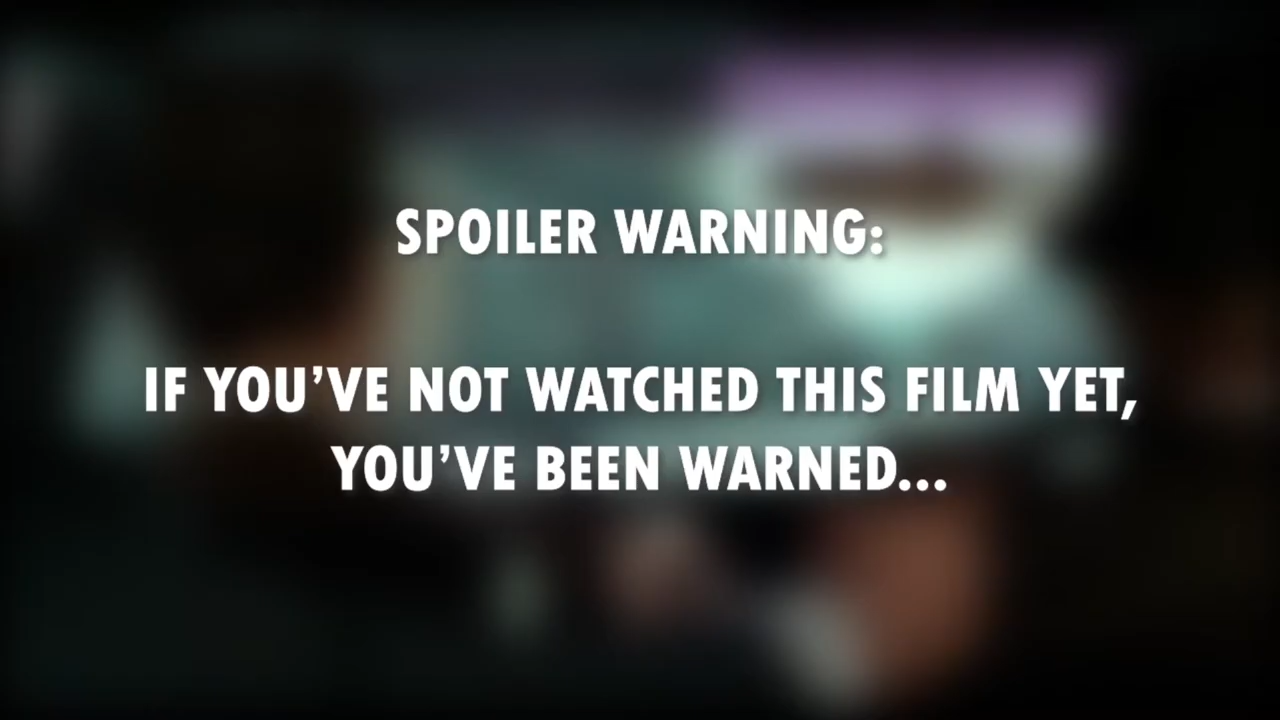 SPOILER WARNING:
IF YOU’VE NOT WATCHED THIS FILM YET,
YOU’VE BEEN WARNED...